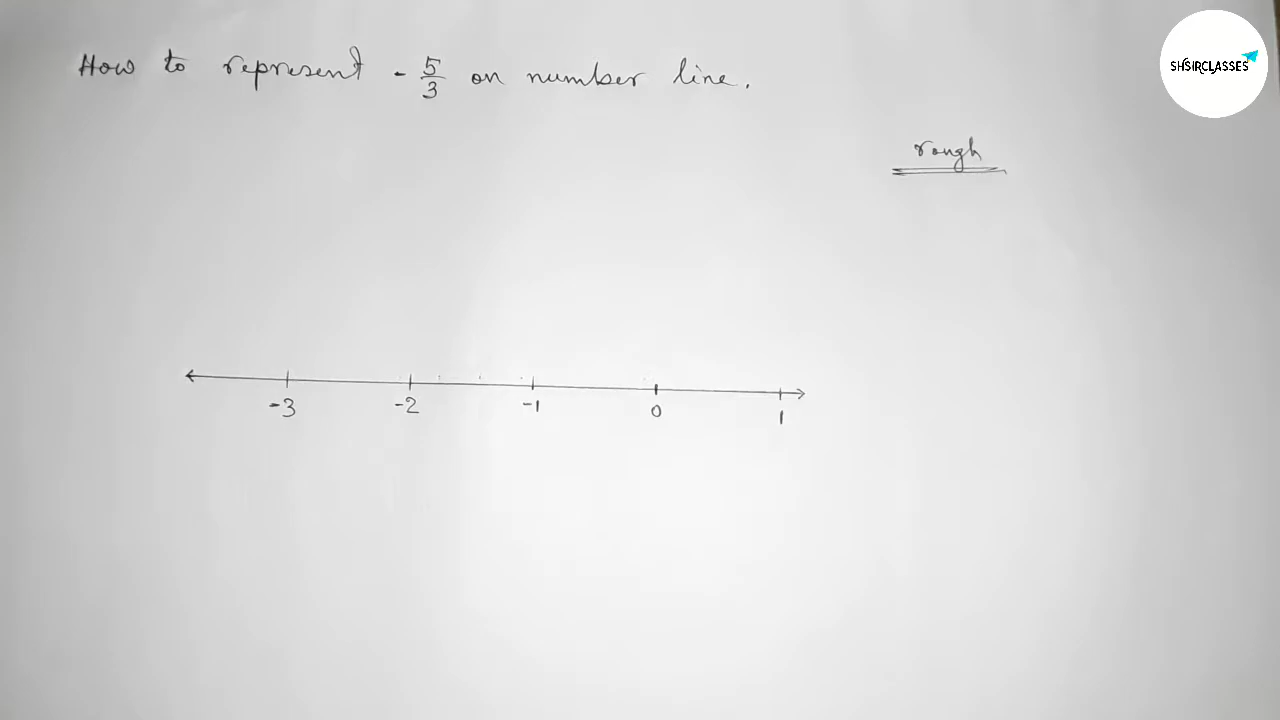 How to represent - 5/3 on number line.
SHSIRCLASSES
rough
-3 -2 -1 0 1